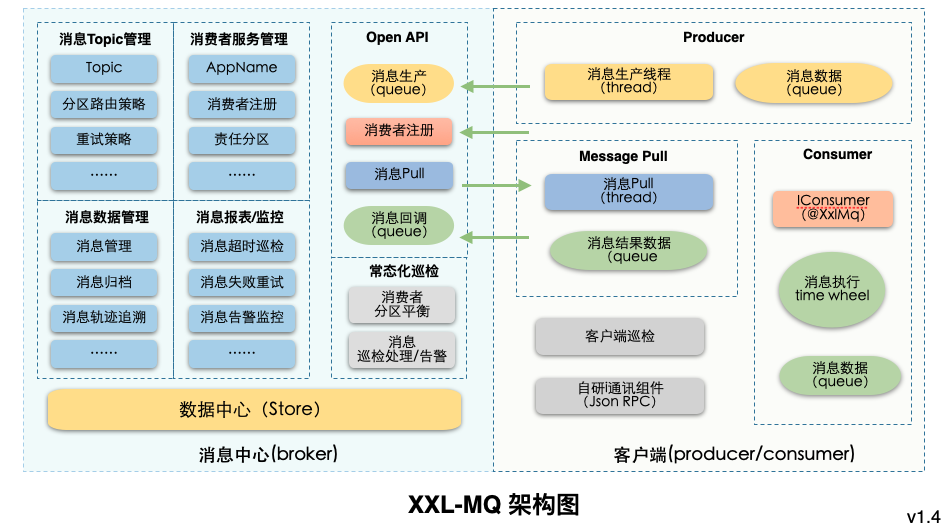 消息Topic管理
Topic
分区路由策略
重试策略
······
消费者服务管理
AppName
消费者注册
责任分区
······
消息数据管理
消息管理
消息归档
消息轨迹追溯
······
消息报表/监控
消息超时巡检
消息失败重试
消息告警监控
······
Open API
消息生产
(queue)
消费者注册
消息Pull
消息回调
(queue)
常态化巡检
消费者
分区平衡
消息
巡检处理/告警
数据中心（Store）
消息中心(broker)
Producer
消息生产线程
(thread)
消息数据
(queue)
Message Pull
消息Pull
(thread)
消息结果数据
(queue
客户端巡检
自研通讯组件
(Json RPC)
Consumer
IConsumer
(@XxlMq)
消息执行
time wheel
消息数据
(queue)
客户端(producer/consumer)
XXL-MQ 架构图
v1.4